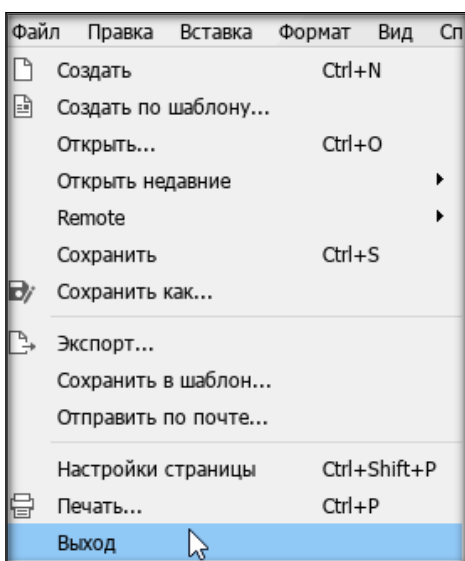 Файл Правка Вставка Формат Вид Сп
Создать Ctrl+N
Создать по шаблону...
Открыть... Ctrl+O
Открыть недавние
Remote
Сохранить Ctrl+S
Сохранить как...
Экспорт...
Сохранить в шаблон...
Отправить по почте...
Настройки страницы Ctrl+Shift+P
Печать... Ctrl+P
Выход